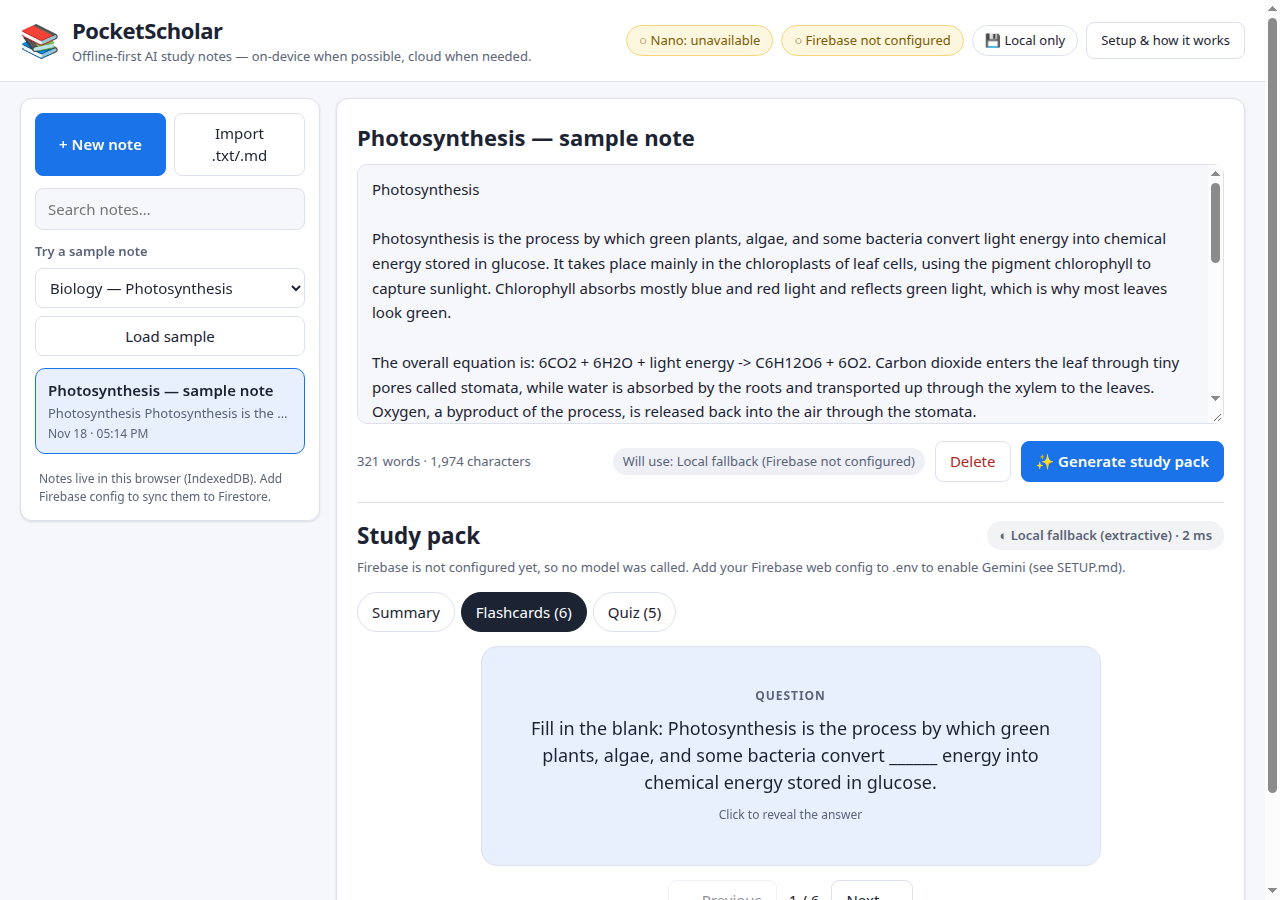 PocketScholar
Offline-first AI study notes — on-device when possible, cloud when needed.
○ Nano: unavailable
○ Firebase not configured
💾 Local only
Setup & how it works
+ New note
Import
.txt/.md
Search notes...
Try a sample note
Biology — Photosynthesis
Load sample
Photosynthesis — sample note
Photosynthesis Photosynthesis is the ...
Nov 18 · 05:14 PM
Notes live in this browser (IndexedDB). Add
Firebase config to sync them to Firestore.
Photosynthesis — sample note
Photosynthesis
Photosynthesis is the process by which green plants, algae, and some bacteria convert light energy into chemical
energy stored in glucose. It takes place mainly in the chloroplasts of leaf cells, using the pigment chlorophyll to
capture sunlight. Chlorophyll absorbs mostly blue and red light and reflects green light, which is why most leaves
look green.
The overall equation is: 6CO2 + 6H2O + light energy -> C6H12O6 + 6O2. Carbon dioxide enters the leaf through tiny
pores called stomata, while water is absorbed by the roots and transported up through the xylem to the leaves.
Oxygen, a byproduct of the process, is released back into the air through the stomata.
321 words · 1,974 characters
Will use: Local fallback (Firebase not configured)
Delete
✨ Generate study pack
Study pack
Local fallback (extractive) · 2 ms
Firebase is not configured yet, so no model was called. Add your Firebase web config to .env to enable Gemini (see SETUP.md).
Summary
Flashcards (6)
Quiz (5)
QUESTION
Fill in the blank: Photosynthesis is the process by which green
plants, algae, and some bacteria convert ______ energy into
chemical energy stored in glucose.
Click to reveal the answer
Previous
1 / 6
Next